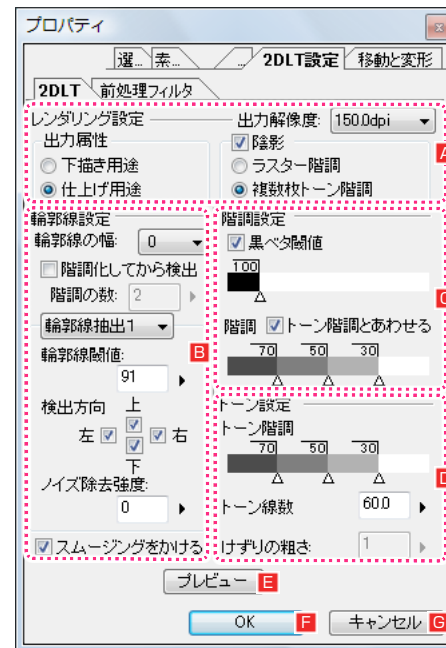 プロパティ
選... 素... 2DLT設定 移動と変形
2DLT 前処理フィルタ
レンダリング設定 出力解像度: 150.0dpi
A
出力属性
下描き用途
仕上げ用途
陰影
ラスター階調
複数枚トーン階調
輪郭線設定
輪郭線の幅: 0
階調化してから検出
階調の数: 2
輪郭線抽出1
B
輪郭線閾値:
91
検出方向 上
左 右
下
ノイズ除去強度:
0
スムージングをかける
階調設定
黒ベタ閾値
100
C
階調 トーン階調とあわせる
70 50 30
トーン設定
トーン階調
70 50 30
D
トーン線数 60.0
けずりの粗さ: 1
プレビュー E
OK F キャンセル G